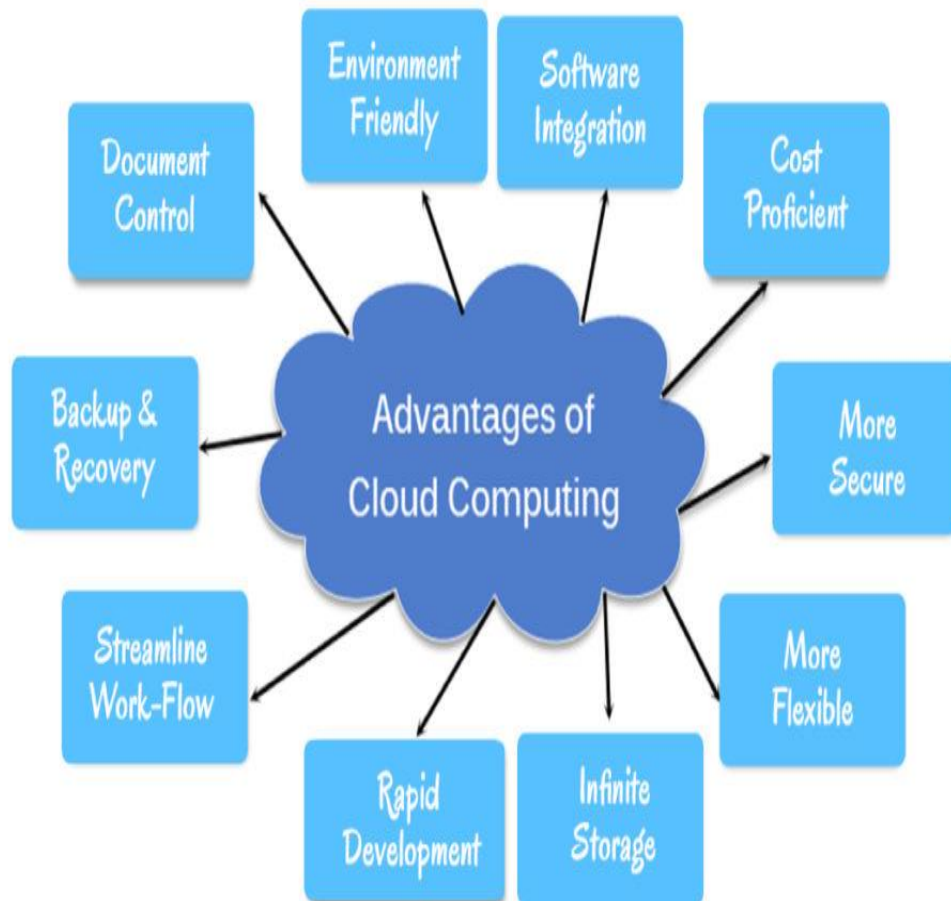 Environment
Friendly
Software
Integration
Document
Control
Cost
Proficient
Advantages of
Cloud Computing
Backup &
Recovery
More
Secure
Streamline
Work-Flow
More
Flexible
Rapid
Development
Infinite
Storage